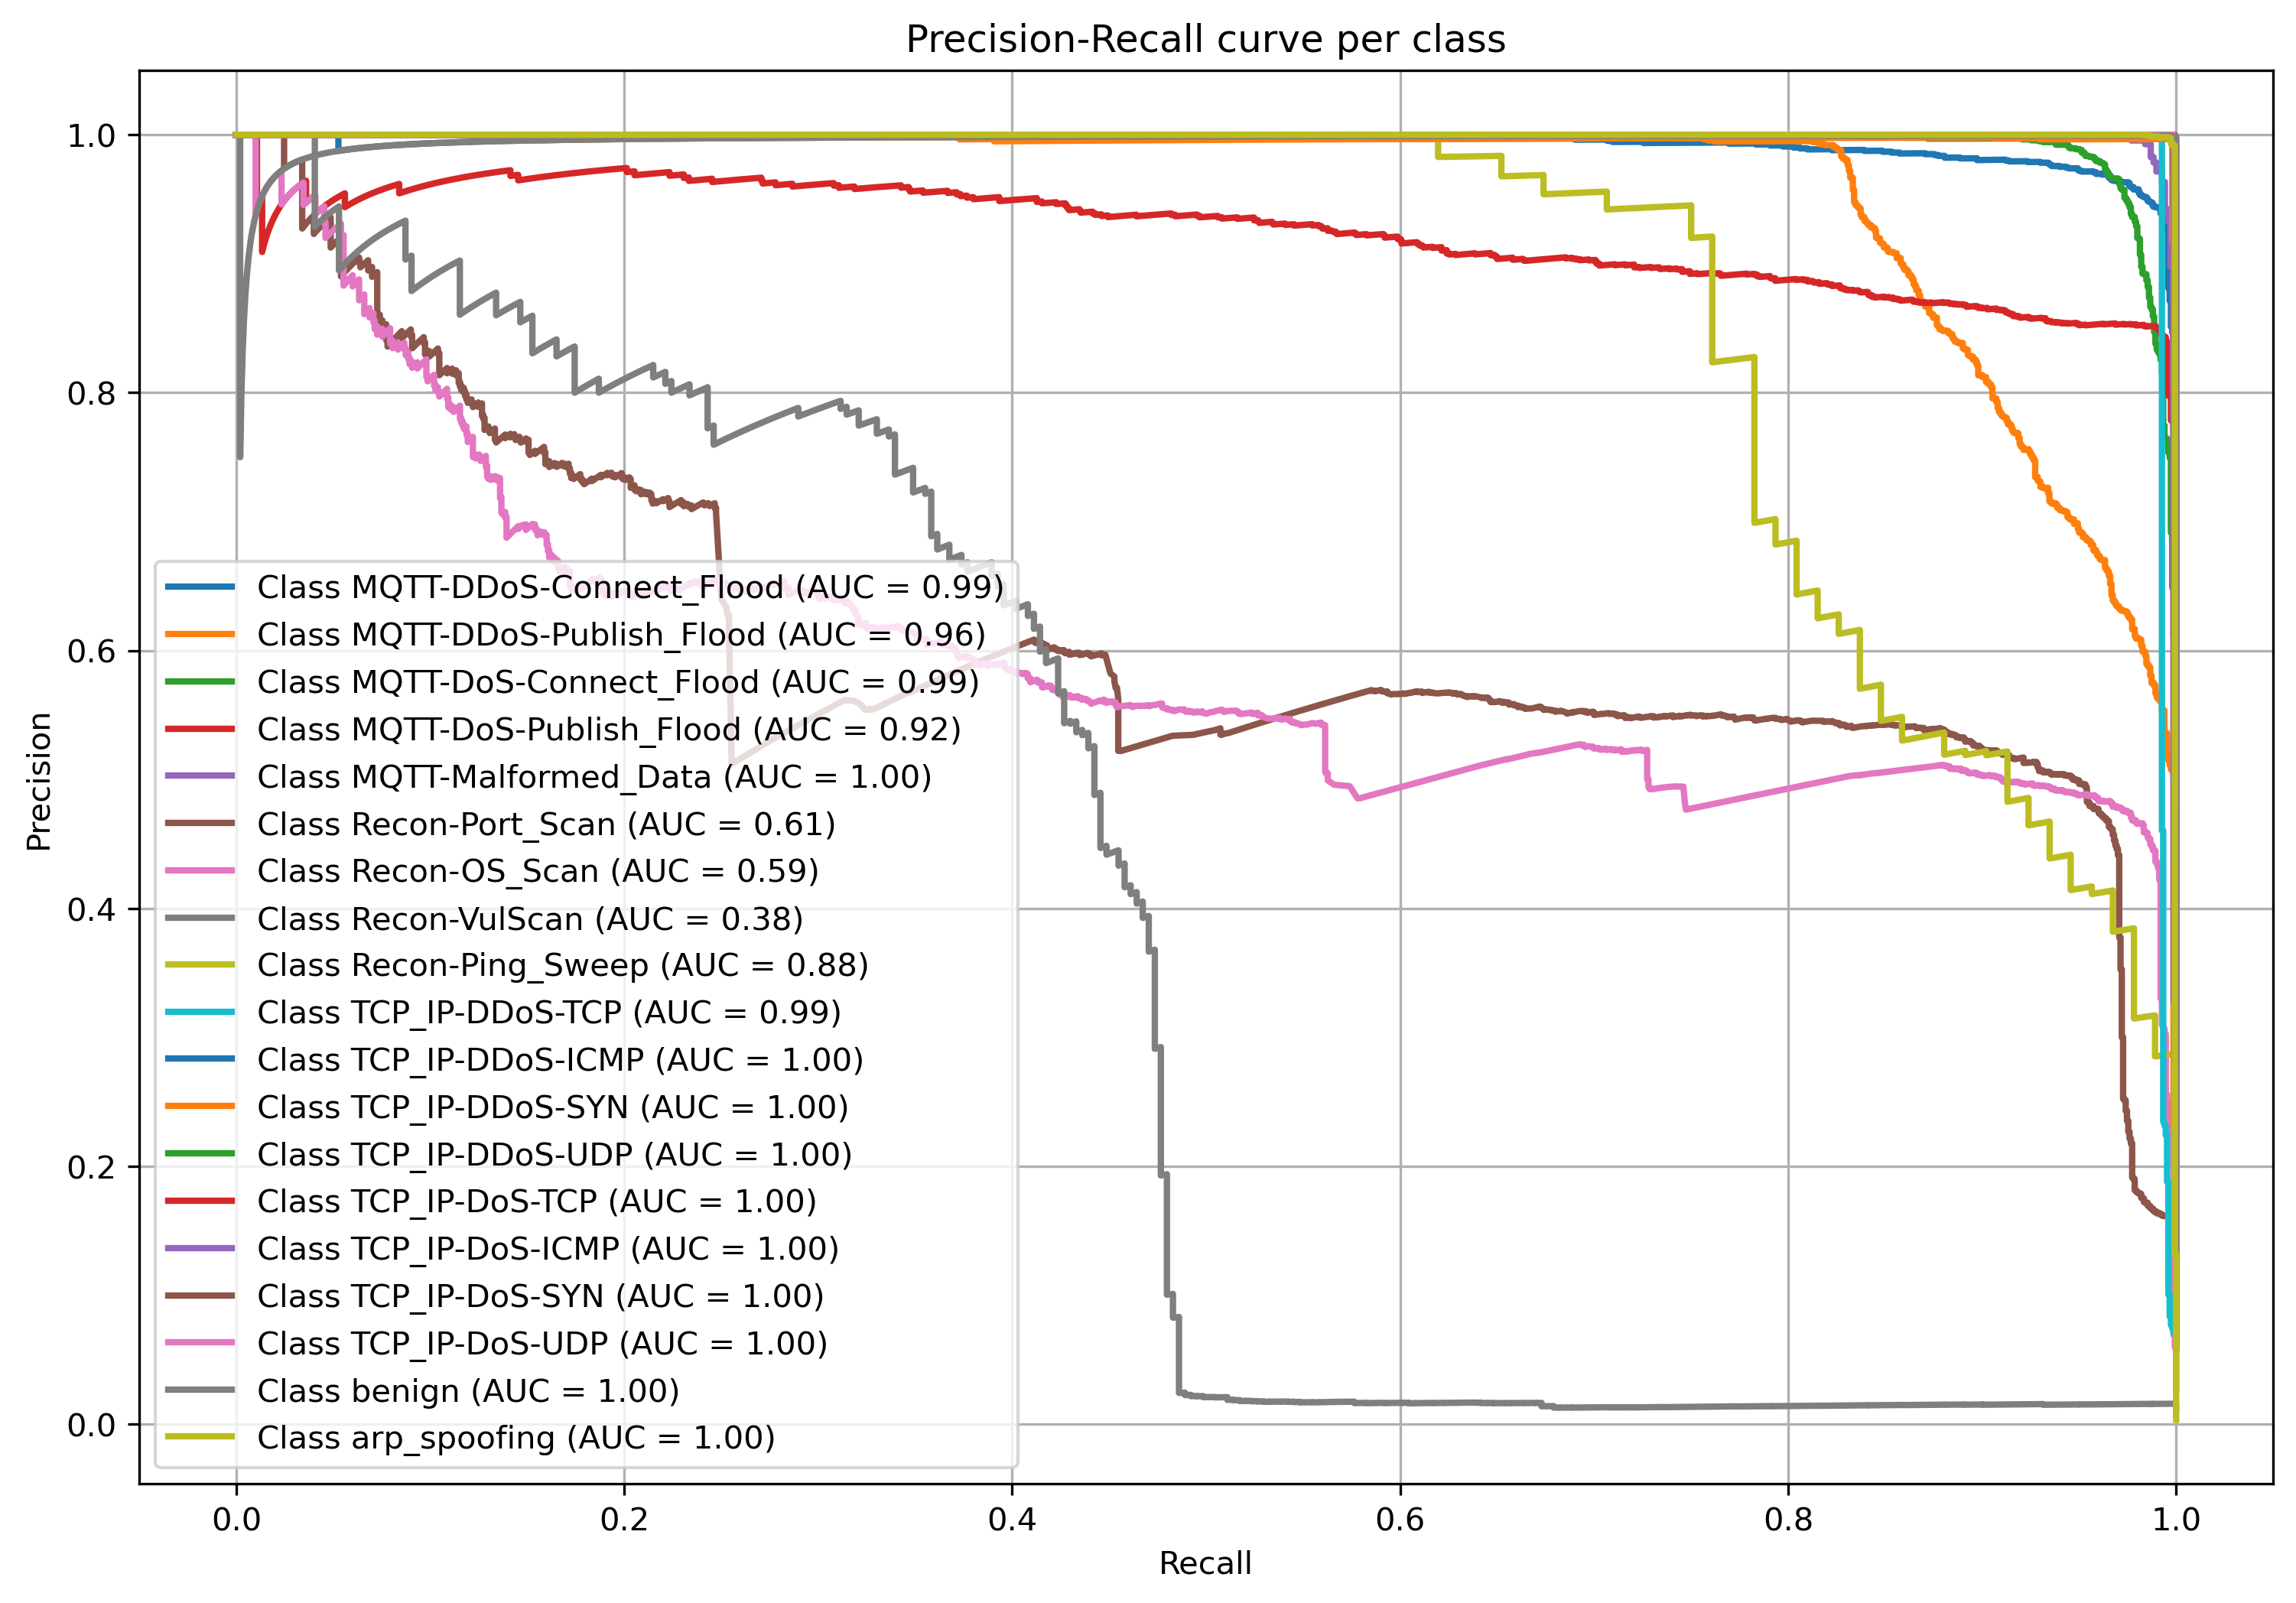 Precision-Recall curve per class
1.0
0.8
0.6
0.4
0.2
0.0
Precision
Class MQTT-DDoS-Connect_Flood (AUC = 0.99)
Class MQTT-DDoS-Publish_Flood (AUC = 0.96)
Class MQTT-DoS-Connect_Flood (AUC = 0.99)
Class MQTT-DoS-Publish_Flood (AUC = 0.92)
Class MQTT-Malformed_Data (AUC = 1.00)
Class Recon-Port_Scan (AUC = 0.61)
Class Recon-OS_Scan (AUC = 0.59)
Class Recon-VulScan (AUC = 0.38)
Class Recon-Ping_Sweep (AUC = 0.88)
Class TCP_IP-DDoS-TCP (AUC = 0.99)
Class TCP_IP-DDoS-ICMP (AUC = 1.00)
Class TCP_IP-DDoS-SYN (AUC = 1.00)
Class TCP_IP-DDoS-UDP (AUC = 1.00)
Class TCP_IP-DoS-TCP (AUC = 1.00)
Class TCP_IP-DoS-ICMP (AUC = 1.00)
Class TCP_IP-DoS-SYN (AUC = 1.00)
Class TCP_IP-DoS-UDP (AUC = 1.00)
Class benign (AUC = 1.00)
Class arp_spoofing (AUC = 1.00)
0.0 0.2 0.4 0.6 0.8 1.0
Recall